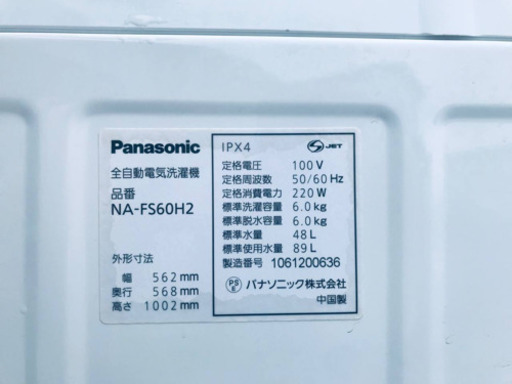 Panasonic
全自動電気洗濯機
品番
NA-FS60H2
外形寸法
幅 562mm
奥行 568mm
高さ 1002mm
IPX4
S JET
定格電圧 100V
定格周波数 50/60Hz
定格消費電力 220W
標準洗濯容量 6.0kg
標準脱水容量 6.0kg
標準水量 48L
標準使用水量 89L
製造番号 1061200636
PS E パナソニック株式会社
中国製